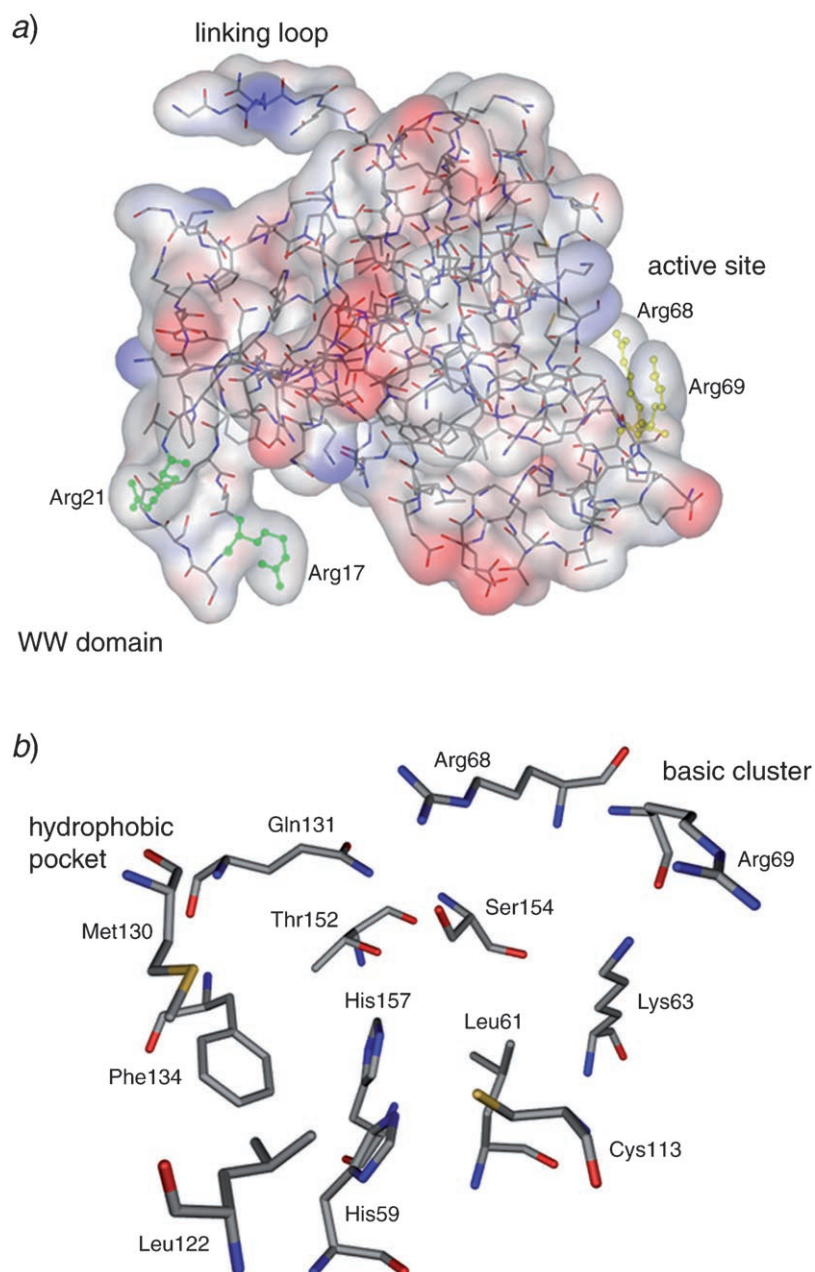 a)
linking loop
active site
Arg68
Arg69
Arg21
Arg17
WW domain
b)
Arg68
basic cluster
hydrophobic
pocket
Gln131
Arg69
Met130
Thr152
Ser154
His157
Leu61
Lys63
Phe134
Cys113
His59
Leu122